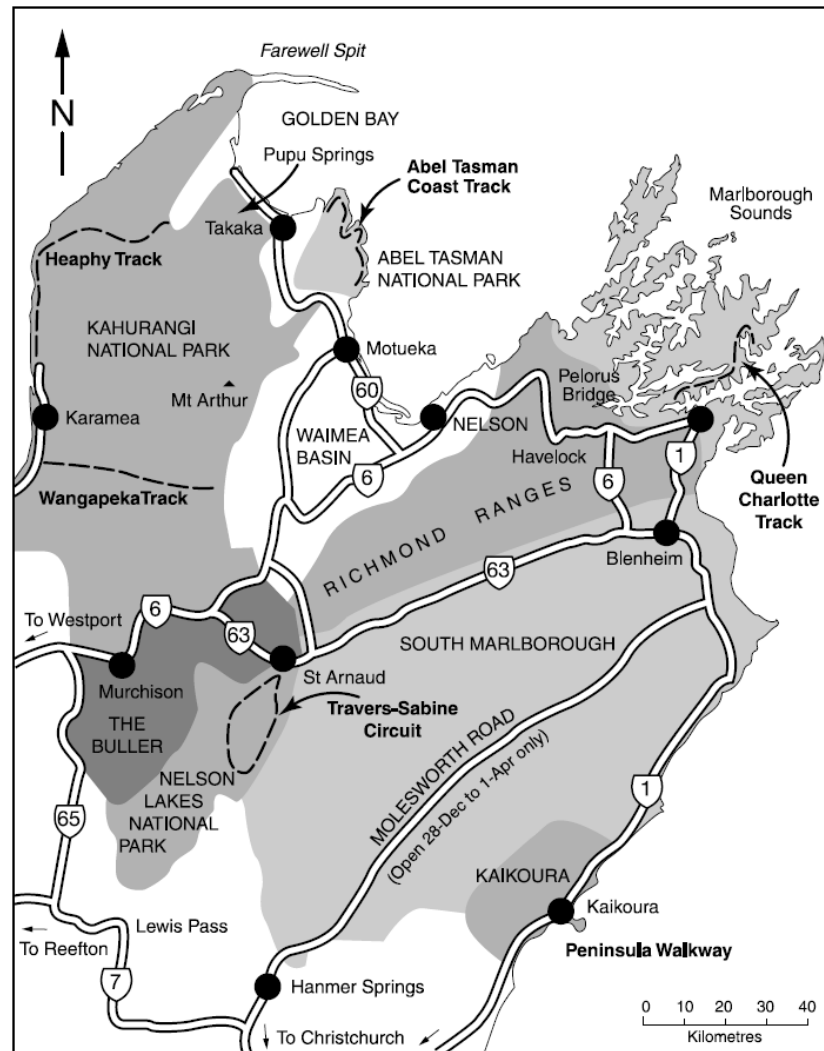 Farewell Spit
N
GOLDEN BAY
Pupu Springs
Abel Tasman
Coast Track
Marlborough
Sounds
Takaka
Heaphy Track
ABEL TASMAN
NATIONAL PARK
KAHURANGI
NATIONAL PARK
Motueka
Mt Arthur
60
Pelorus
Bridge
Karamea
WAIMEA
BASIN
NELSON
6
Havelock
6
1
Queen
Charlotte
Track
WangapekaTrack
RICHMOND RANGES
Blenheim
63
To Westport
6
63
SOUTH MARLBOROUGH
Murchison
St Arnaud
THE
BULLER
Travers-Sabine
Circuit
NELSON
LAKES
NATIONAL
PARK
MOLESWORTH ROAD
(Open 28-Dec to 1-Apr only)
1
65
KAIKOURA
Kaikoura
Lewis Pass
To Reefton
Peninsula Walkway
7
Hanmer Springs
To Christchurch
0 10 20 30 40
Kilometres